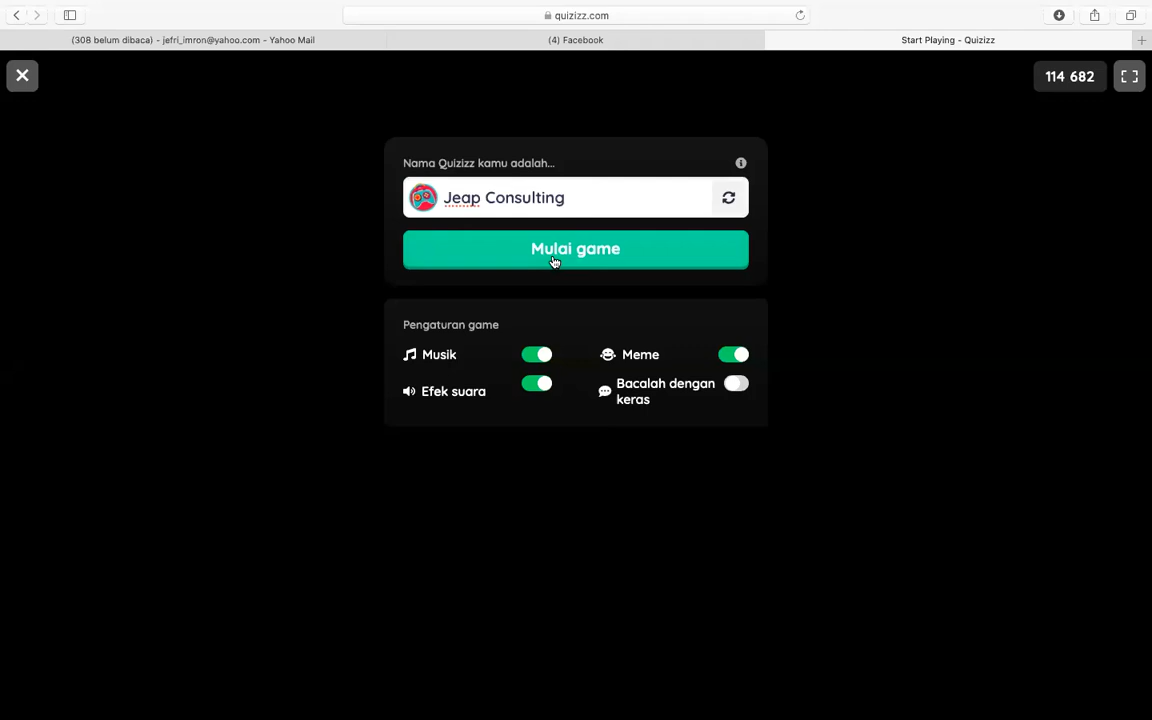 quizizz.com
(308 belum dibaca) - jefri_imron@yahoo.com - Yahoo Mail
(4) Facebook
Start Playing - Quizizz
114 682
Nama Quizizz kamu adalah...
Jeap Consulting
Mulai game
Pengaturan game
Musik
Meme
Efek suara
Bacalah dengan
keras